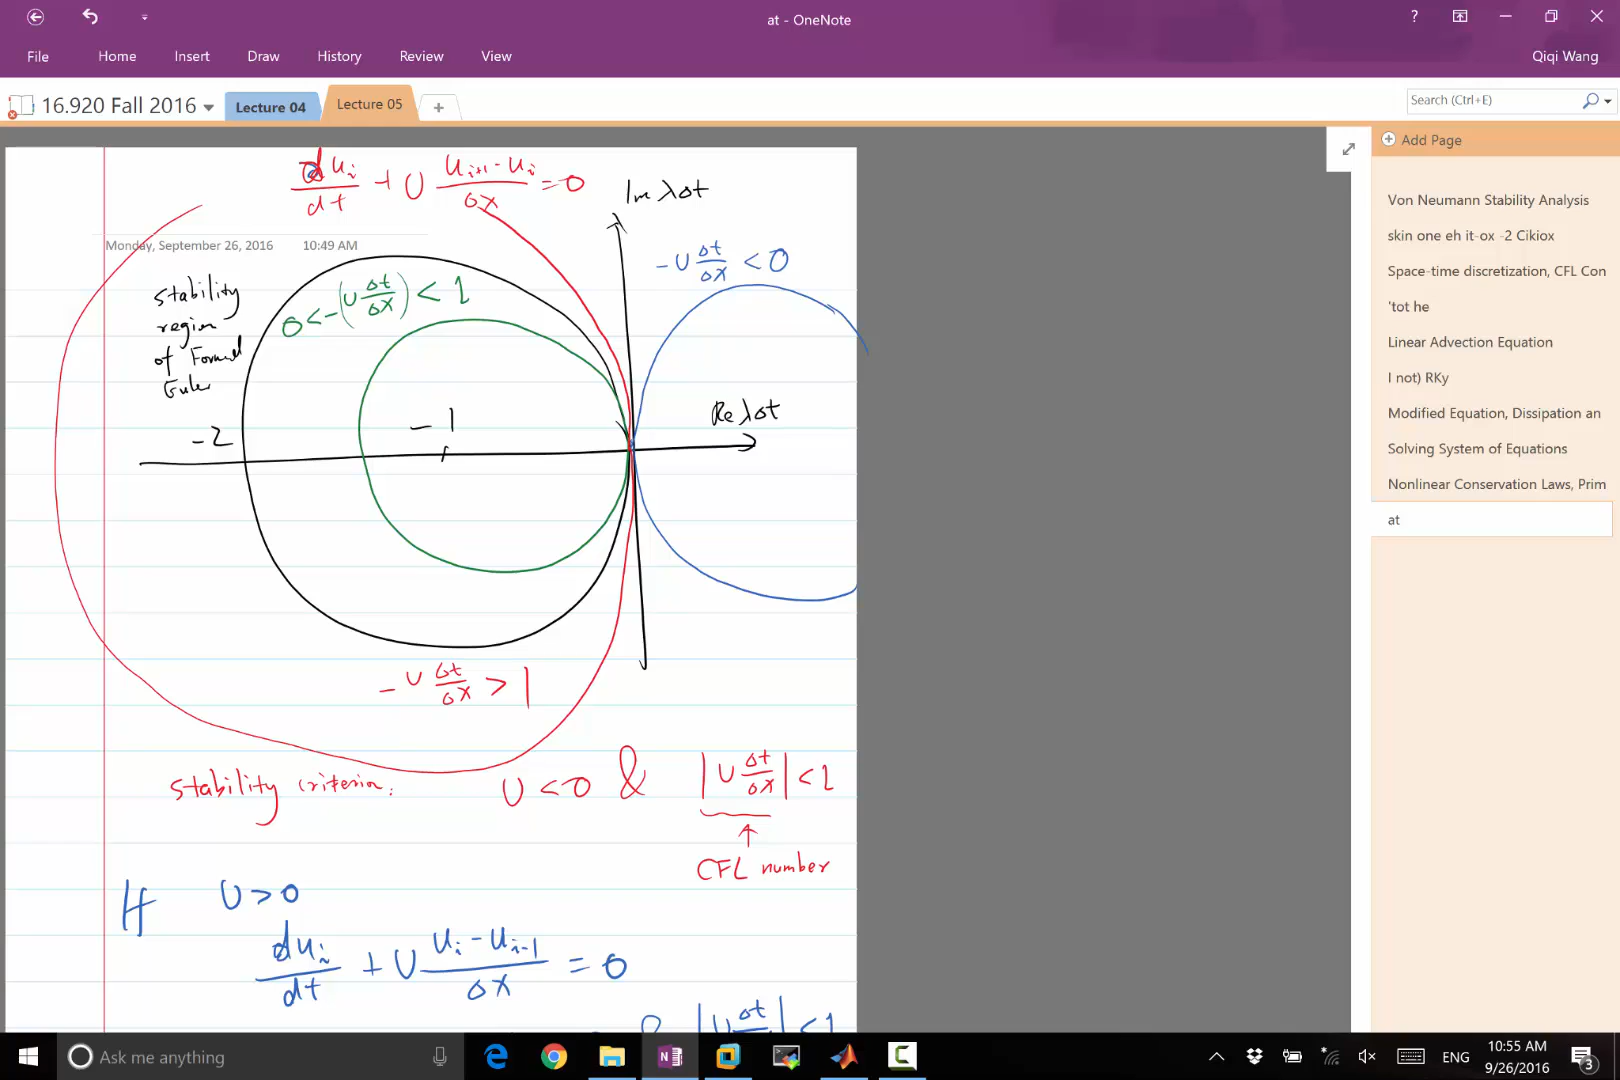 at - OneNote
?
File Home Insert Draw History Review View
Qiqi Wang
16.920 Fall 2016
Lecture 04
Lecture 05
Search (Ctrl+E)
Add Page
Von Neumann Stability Analysis
skin one eh it-ox -2 Cikiox
Space-time discretization, CFL Con
'tot he
Linear Advection Equation
I not) RKy
Modified Equation, Dissipation an
Solving System of Equations
Nonlinear Conservation Laws, Prim
at
du_i/dt + U (u_{i+1} - u_i)/Δx = 0
Im λΔt
Monday, September 26, 2016 10:49 AM
-U Δt/Δx < 0
stability
region
of Forward
Euler
0 < -(U Δt/Δx) < 1
-2
-1
Re λΔt
-U Δt/Δx > 1
Stability criteria:
U < 0 & |U Δt/Δx| < 1
CFL number
If U > 0
du_i/dt + U (u_i - u_{i-1})/Δx = 0
& |U Δt
| < 1
Ask me anything
ENG
10:55 AM
9/26/2016
3